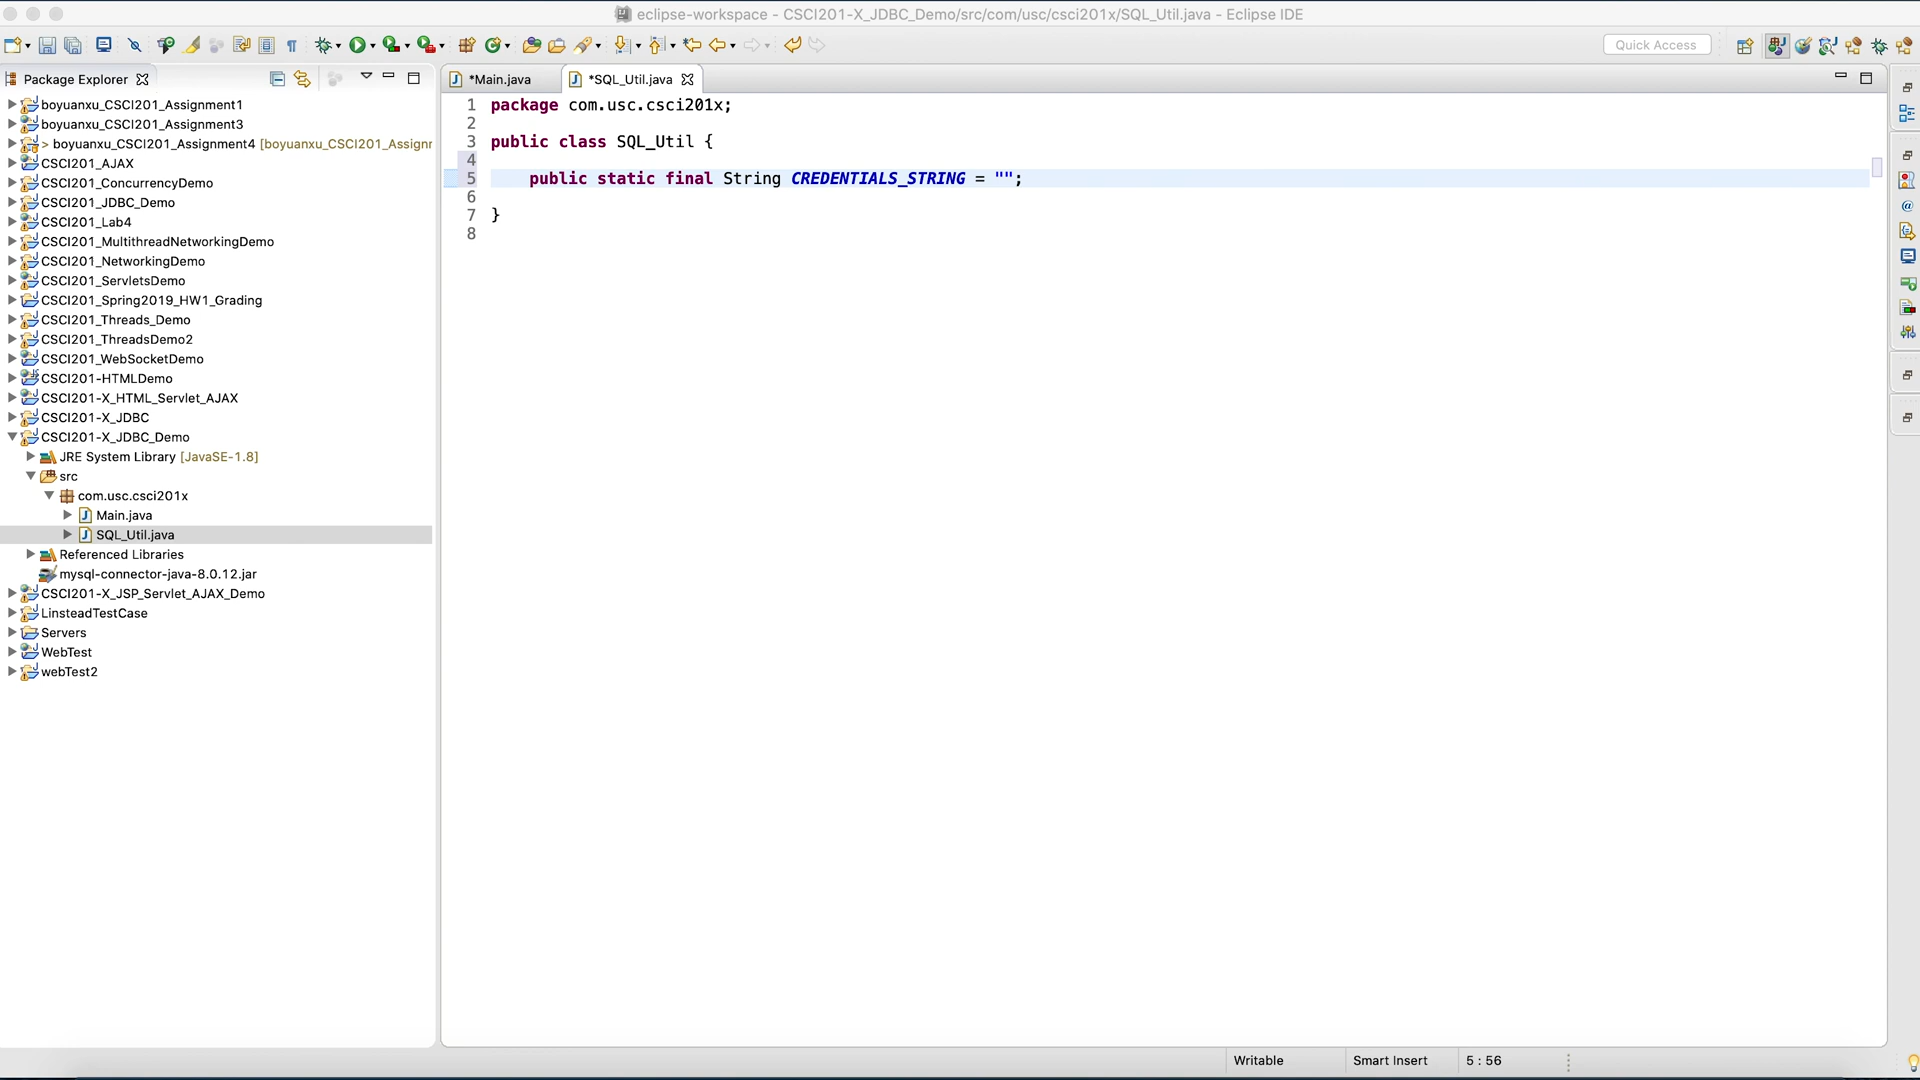 eclipse-workspace - CSCI201-X_JDBC_Demo/src/com/usc/csci201x/SQL_Util.java - Eclipse IDE
Quick Access
Package Explorer
*Main.java
*SQL_Util.java
boyuanxu_CSCI201_Assignment1
boyuanxu_CSCI201_Assignment3
> boyuanxu_CSCI201_Assignment4 [boyuanxu_CSCI201_Assignr
CSCI201_AJAX
CSCI201_ConcurrencyDemo
CSCI201_JDBC_Demo
CSCI201_Lab4
CSCI201_MultithreadNetworkingDemo
CSCI201_NetworkingDemo
CSCI201_ServletsDemo
CSCI201_Spring2019_HW1_Grading
CSCI201_Threads_Demo
CSCI201_ThreadsDemo2
CSCI201_WebSocketDemo
CSCI201-HTMLDemo
CSCI201-X_HTML_Servlet_AJAX
CSCI201-X_JDBC
CSCI201-X_JDBC_Demo
JRE System Library [JavaSE-1.8]
src
com.usc.csci201x
Main.java
SQL_Util.java
Referenced Libraries
mysql-connector-java-8.0.12.jar
CSCI201-X_JSP_Servlet_AJAX_Demo
LinsteadTestCase
Servers
WebTest
webTest2
1 package com.usc.csci201x;
2
3 public class SQL_Util {
4
5 public static final String CREDENTIALS_STRING = "";
6
7 }
8
Writable
Smart Insert
5 : 56